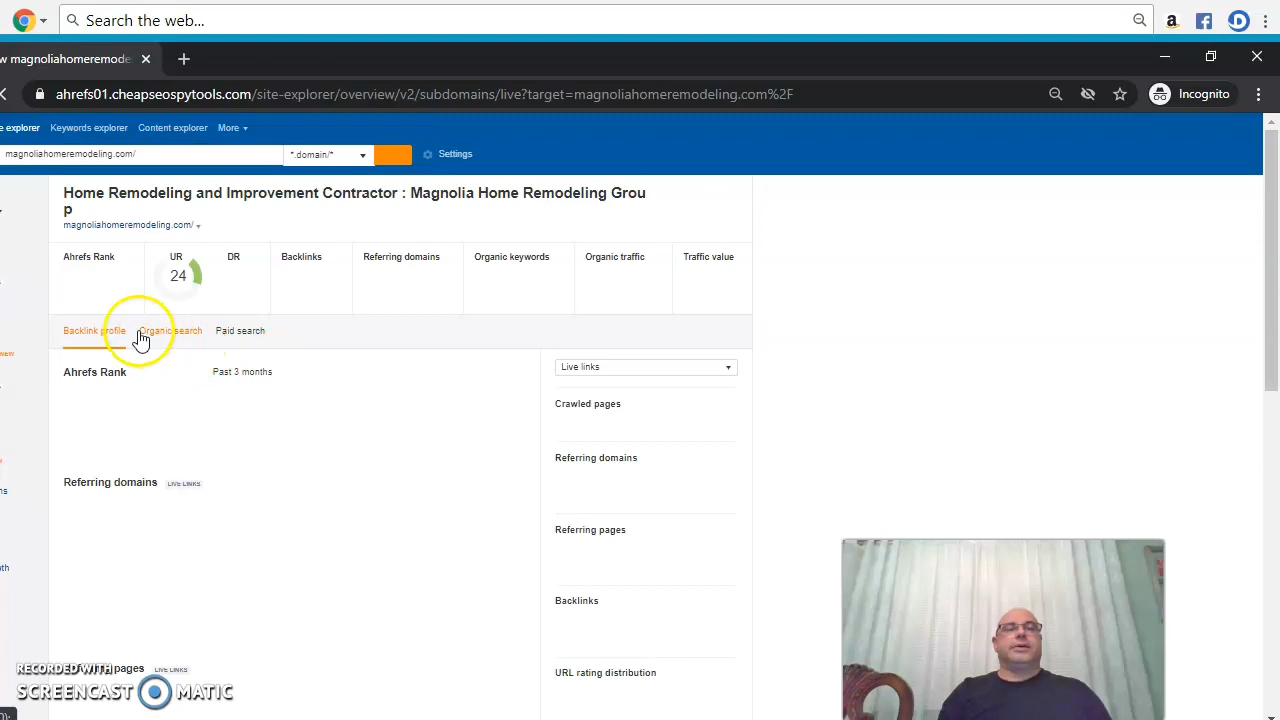 Search the web...
w magnoliahomeremode
ahrefs01.cheapseospytools.com/site-explorer/overview/v2/subdomains/live?target=magnoliahomeremodeling.com%2F
Incognito
e explorer Keywords explorer Content explorer More
magnoliahomeremodeling.com/ *.domain/* Settings
Home Remodeling and Improvement Contractor : Magnolia Home Remodeling Grou
p
magnoliahomeremodeling.com/
Ahrefs Rank UR DR Backlinks Referring domains Organic keywords Organic traffic Traffic value
24
Backlink profile Organic search Paid search
Ahrefs Rank Past 3 months
Live links
Crawled pages
Referring domains
Referring domains LIVE LINKS
Referring pages
Backlinks
pages LIVE LINKS
URL rating distribution
RECORDED WITH
SCREENCAST MATIC